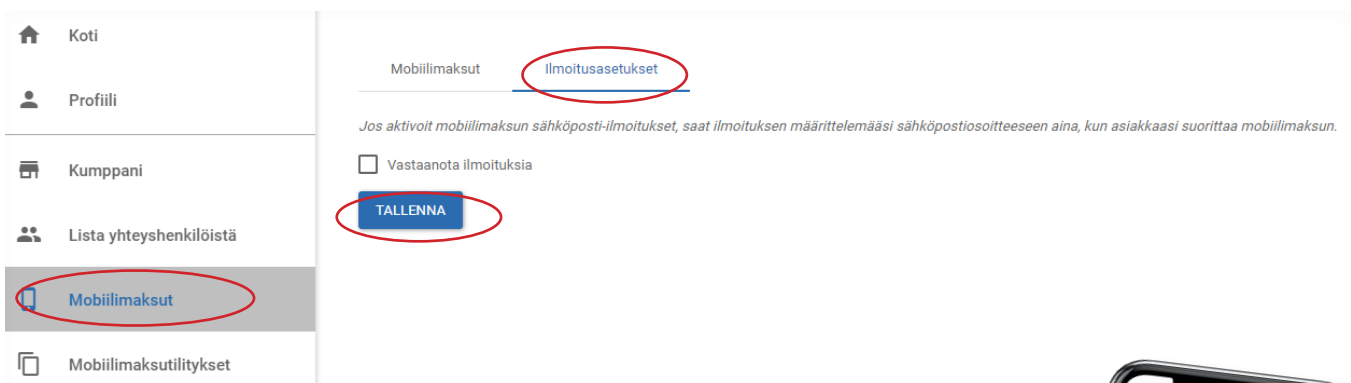 Koti
Profiili
Kumppani
Lista yhteyshenkilöistä
Mobiilimaksut
Mobiilimaksutilitykset
Mobiilimaksut
Ilmoitusasetukset
Jos aktivoit mobiilimaksun sähköposti-ilmoitukset, saat ilmoituksen määrittelemääsi sähköpostiosoitteeseen aina, kun asiakkaasi suorittaa mobiilimaksun.
Vastaanota ilmoituksia
TALLENNA